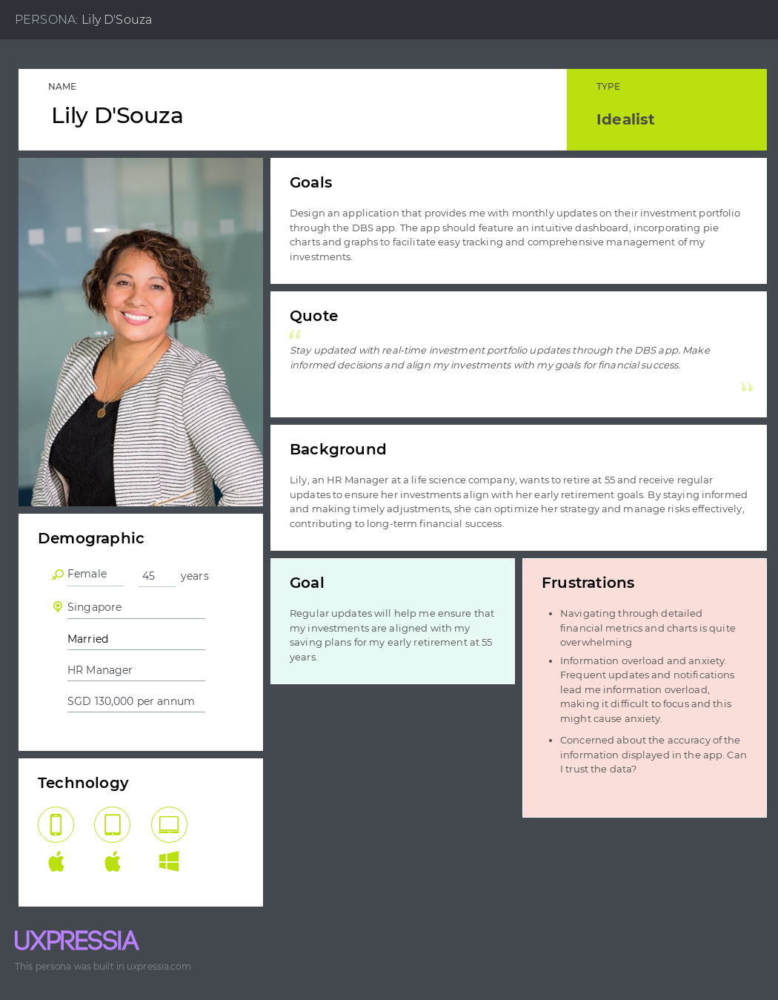 PERSONA: Lily D'Souza
NAME
Lily D'Souza
TYPE
Idealist
Goals
Design an application that provides me with monthly updates on their investment portfolio
through the DBS app. The app should feature an intuitive dashboard, incorporating pie
charts and graphs to facilitate easy tracking and comprehensive management of my
investments.
Quote
“
Stay updated with real-time investment portfolio updates through the DBS app. Make
informed decisions and align my investments with my goals for financial success.
”
Background
Lily, an HR Manager at a life science company, wants to retire at 55 and receive regular
updates to ensure her investments align with her early retirement goals. By staying informed
and making timely adjustments, she can optimize her strategy and manage risks effectively,
contributing to long-term financial success.
Demographic
Female 45 years
Singapore
Married
HR Manager
SGD 130,000 per annum
Goal
Regular updates will help me ensure that
my investments are aligned with my
saving plans for my early retirement at 55
years.
Frustrations
• Navigating through detailed
financial metrics and charts is quite
overwhelming
• Information overload and anxiety.
Frequent updates and notifications
lead me information overload,
making it difficult to focus and this
might cause anxiety.
• Concerned about the accuracy of the
information displayed in the app. Can
I trust the data?
Technology
UXPRESSIA
This persona was built in uxpressia.com